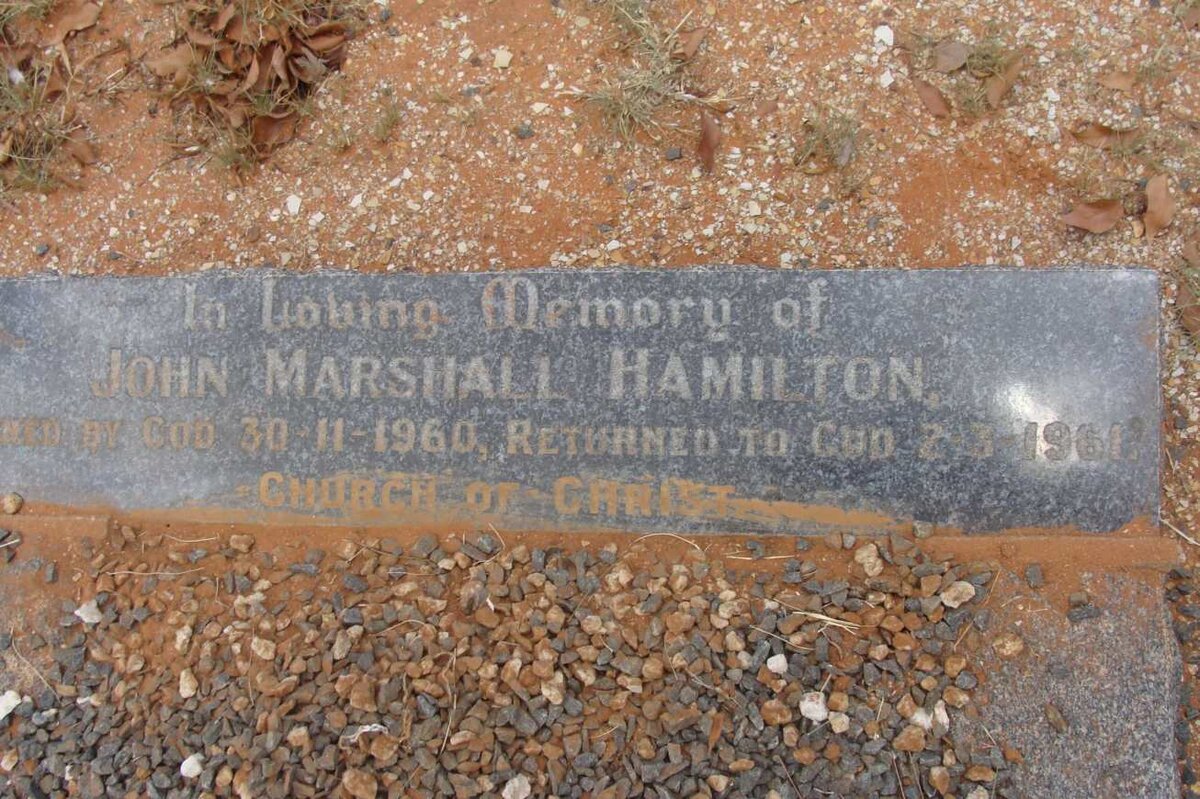 In Loving Memory of
JOHN MARSHALL HAMILTON,
BY GOD 30-11-1960, RETURNED TO GOD 2-3-1961.
CHURCH OF CHRIST